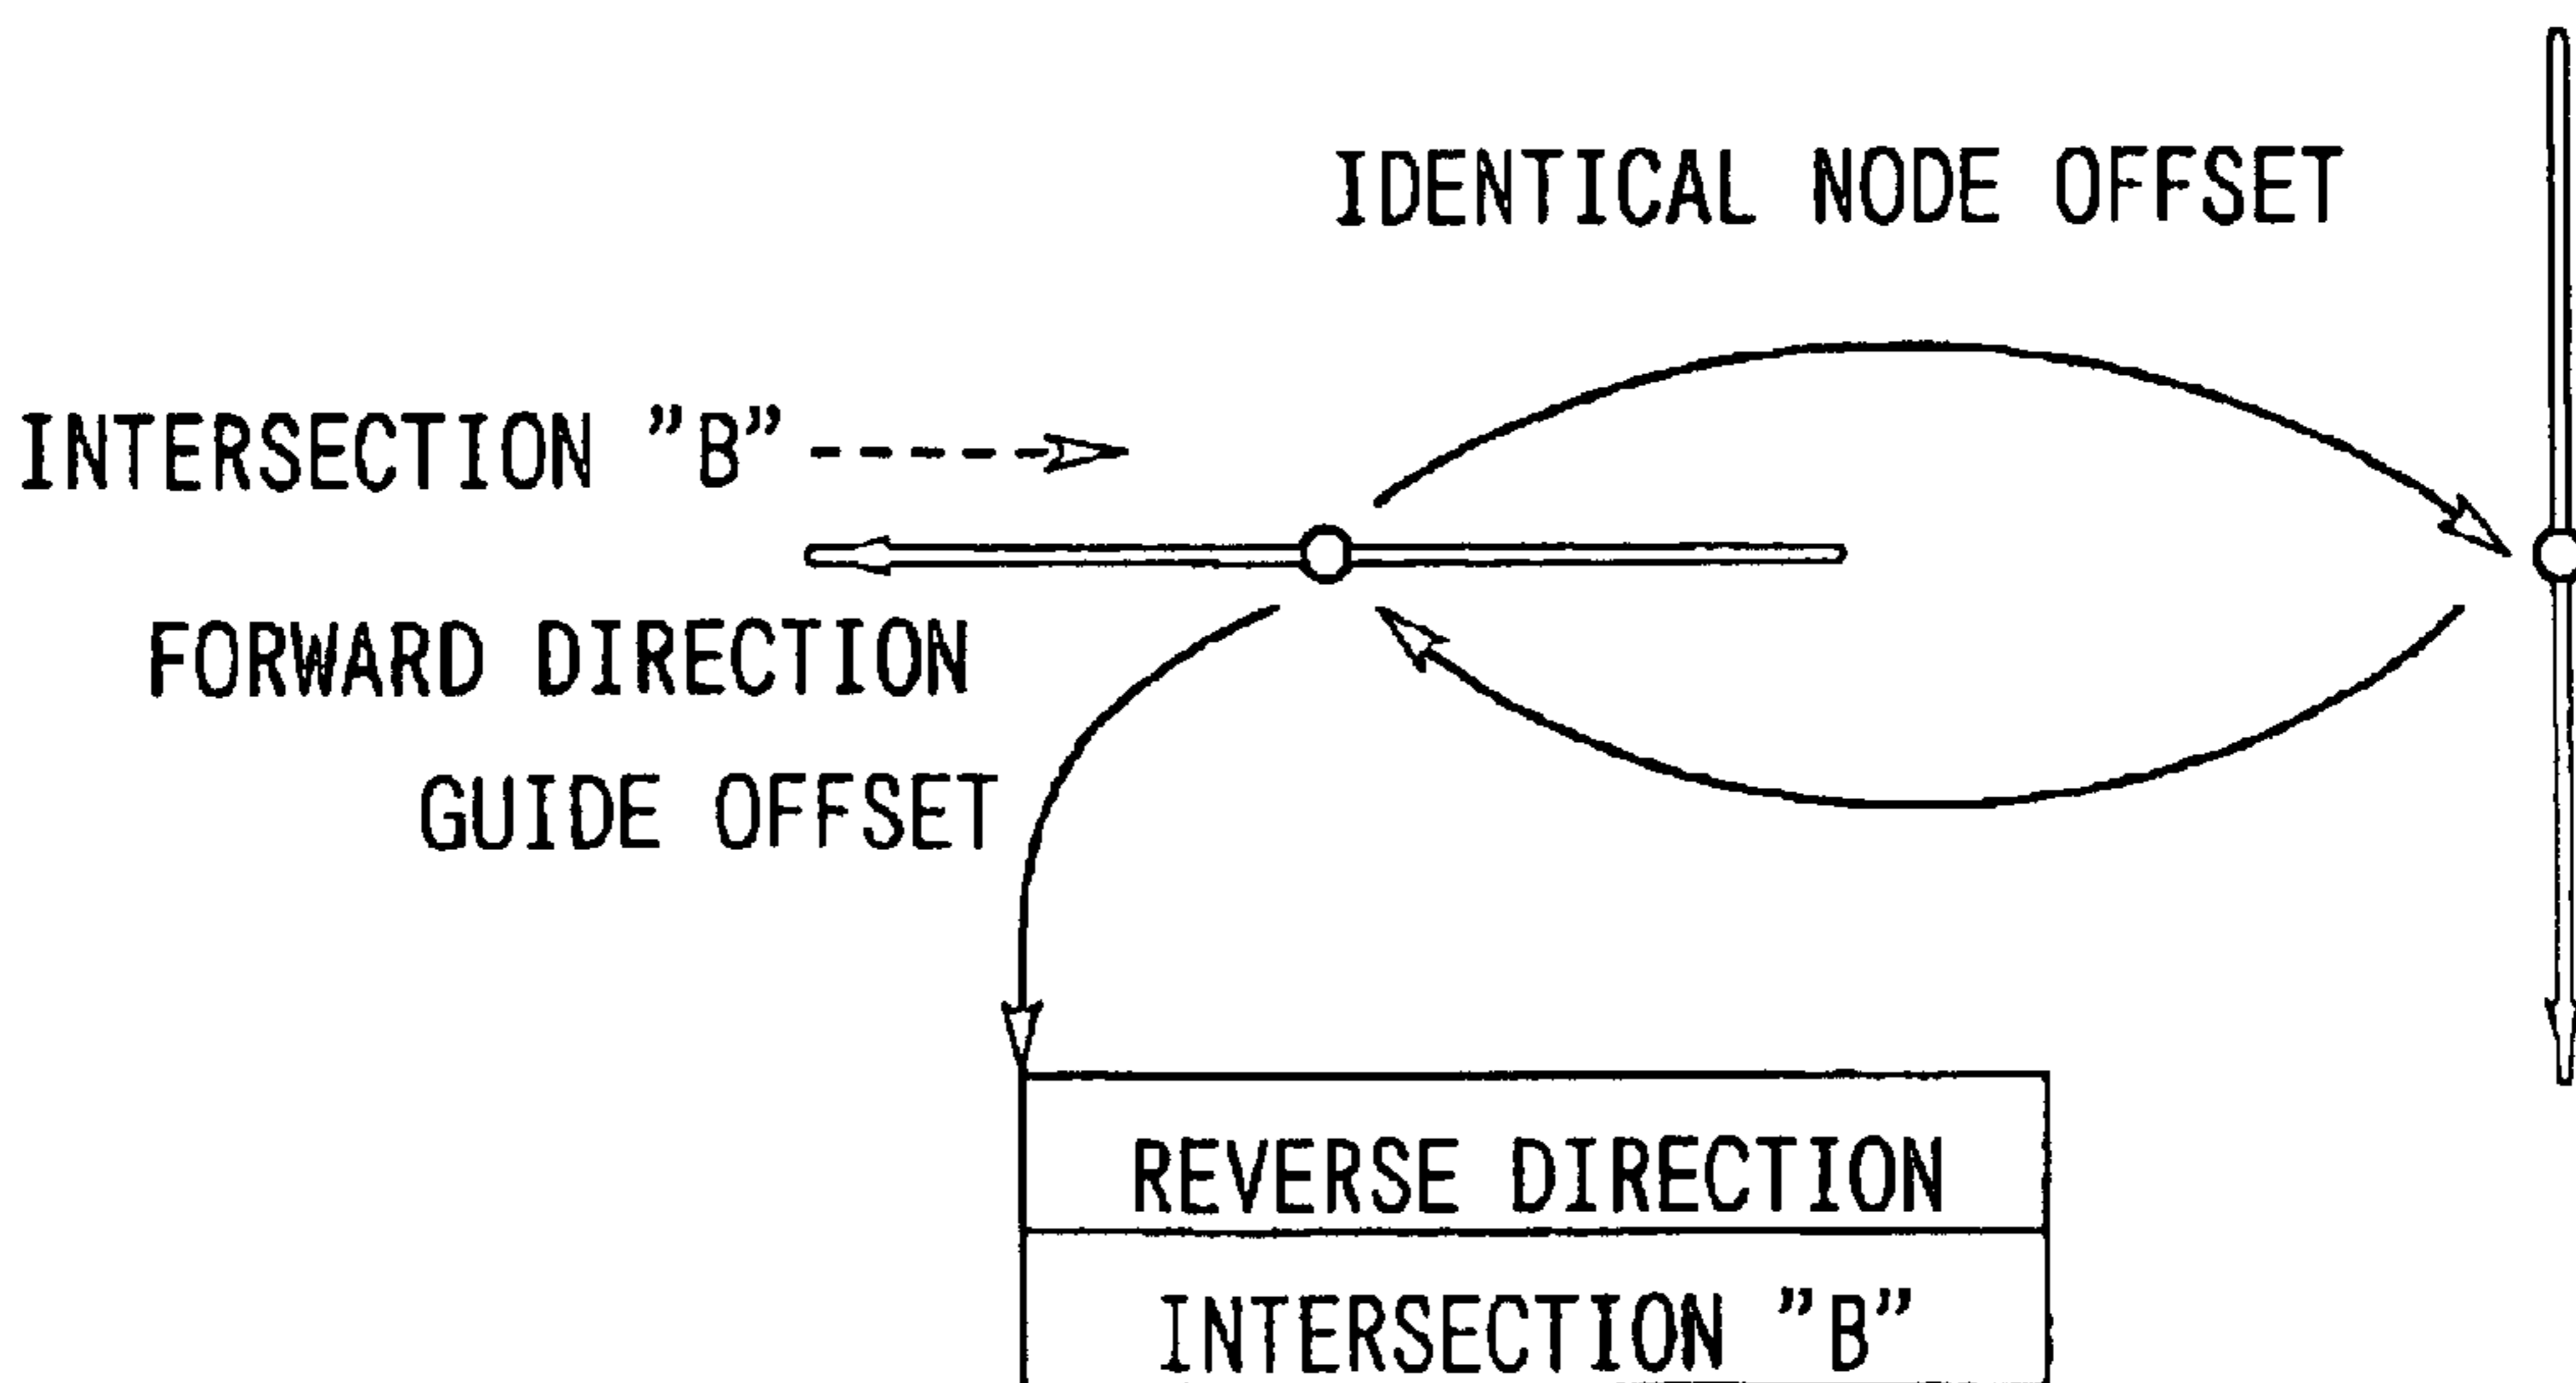 IDENTICAL NODE OFFSET
INTERSECTION ”B”
FORWARD DIRECTION
GUIDE OFFSET
REVERSE DIRECTION
INTERSECTION ”B”